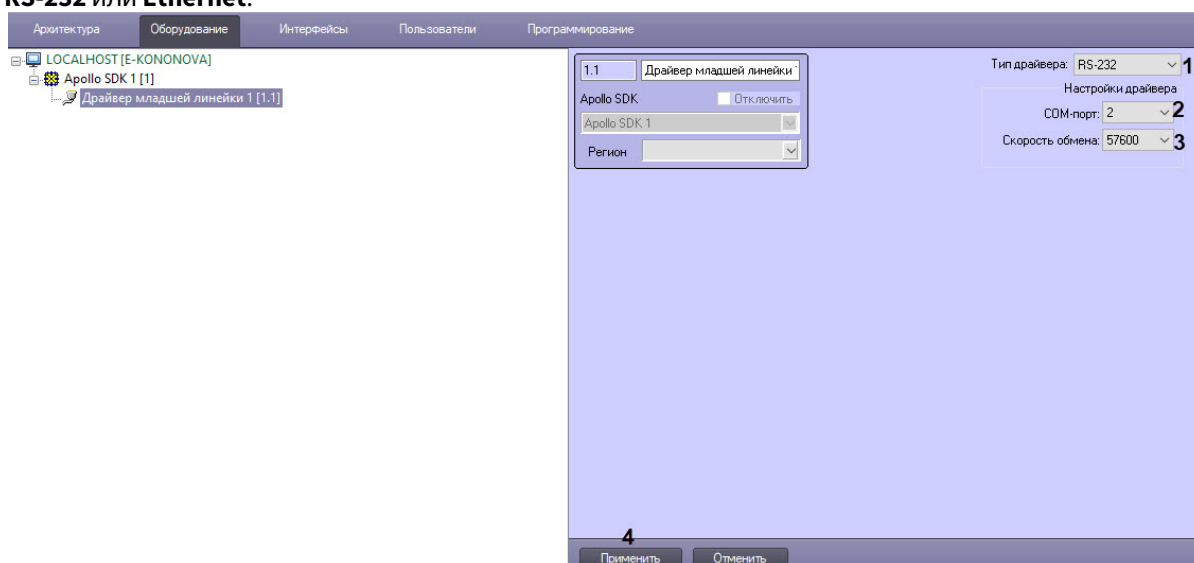 RS-232 или Ethernet.
Архитектура Оборудование Интерфейсы Пользователи Программирование
LOCALHOST [E-KONONOVA]
Apollo SDK 1 [1]
Драйвер младшей линейки 1 [1.1]
1.1 Драйвер младшей линейки
Apollo SDK Отключить
Apollo SDK 1
Регион
Тип драйвера: RS-232 1
Настройки драйвера
COM-порт: 2 2
Скорость обмена: 57600 3
4
Применить Отменить